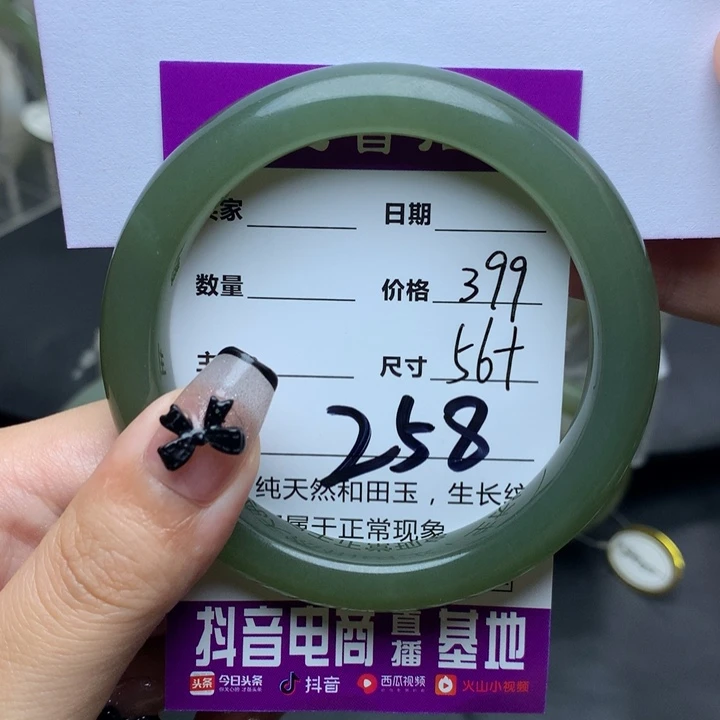 家 日期
数量 价格 399
尺寸 56+
258
纯天然和田玉，生长纹
属于正常现象
抖音电商 直播 基地
头条 今日头条 抖音 西瓜视频 火山小视频